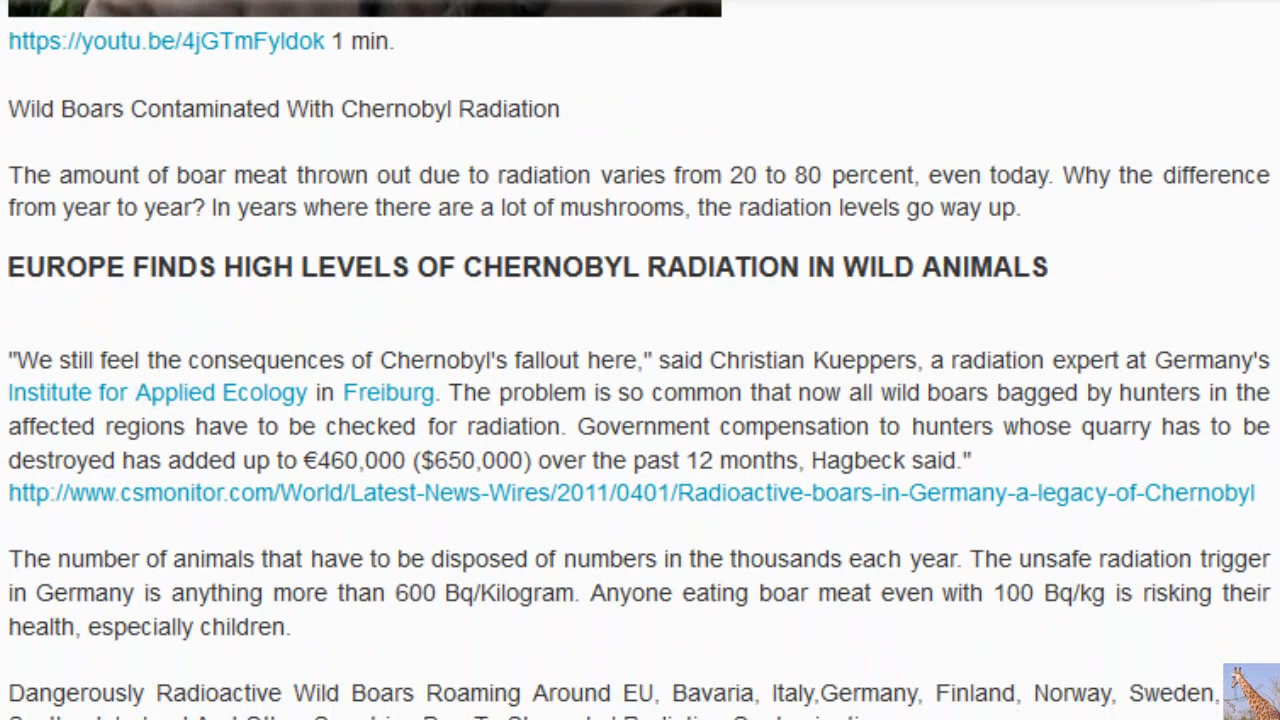 https://youtu.be/4jGTmFyldok 1 min.
Wild Boars Contaminated With Chernobyl Radiation
The amount of boar meat thrown out due to radiation varies from 20 to 80 percent, even today. Why the difference
from year to year? In years where there are a lot of mushrooms, the radiation levels go way up.
EUROPE FINDS HIGH LEVELS OF CHERNOBYL RADIATION IN WILD ANIMALS
"We still feel the consequences of Chernobyl's fallout here," said Christian Kueppers, a radiation expert at Germany's
Institute for Applied Ecology in Freiburg. The problem is so common that now all wild boars bagged by hunters in the
affected regions have to be checked for radiation. Government compensation to hunters whose quarry has to be
destroyed has added up to €460,000 ($650,000) over the past 12 months, Hagbeck said."
http://www.csmonitor.com/World/Latest-News-Wires/2011/0401/Radioactive-boars-in-Germany-a-legacy-of-Chernobyl
The number of animals that have to be disposed of numbers in the thousands each year. The unsafe radiation trigger
in Germany is anything more than 600 Bq/Kilogram. Anyone eating boar meat even with 100 Bq/kg is risking their
health, especially children.
Dangerously Radioactive Wild Boars Roaming Around EU, Bavaria, Italy,Germany, Finland, Norway, Sweden,